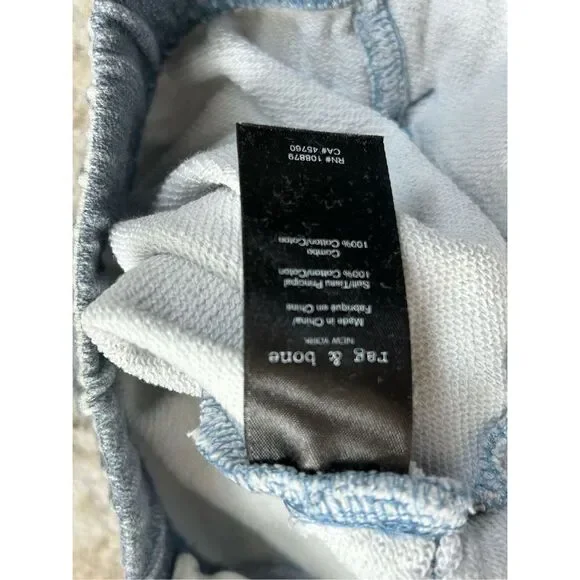 rag & bone
NEW YORK
Made in China/
Fabriqué en Chine
Self/Tissu Principal
100% Cotton/Coton
Combo
100% Cotton/Coton
RN# 108879
CA# 45760